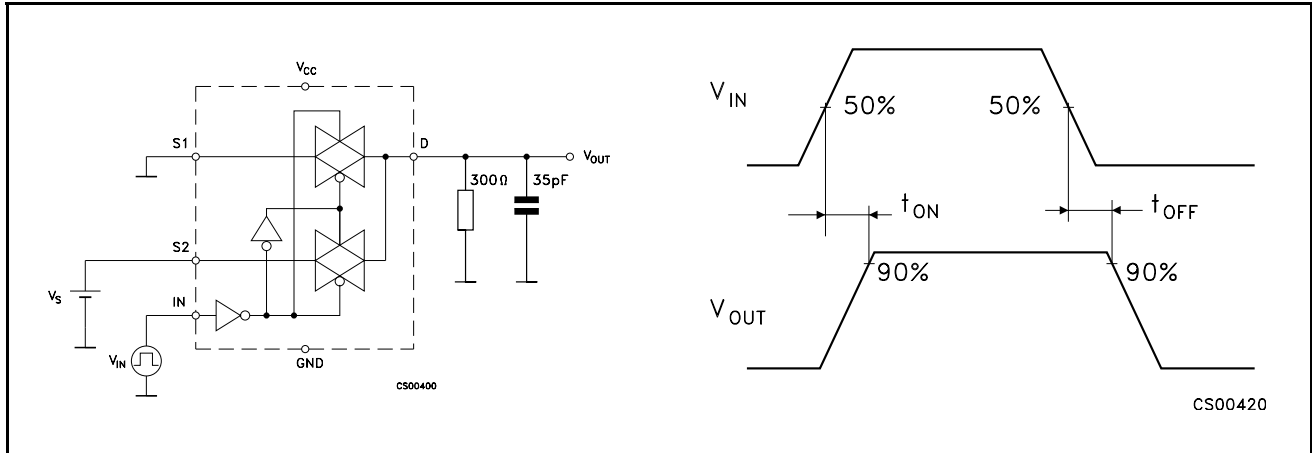 VCC
S1
D
VOUT
300Ω
35pF
S2
VS
IN
VIN
GND
CS00400
VIN
50%
50%
tON
tOFF
90%
90%
VOUT
CS00420